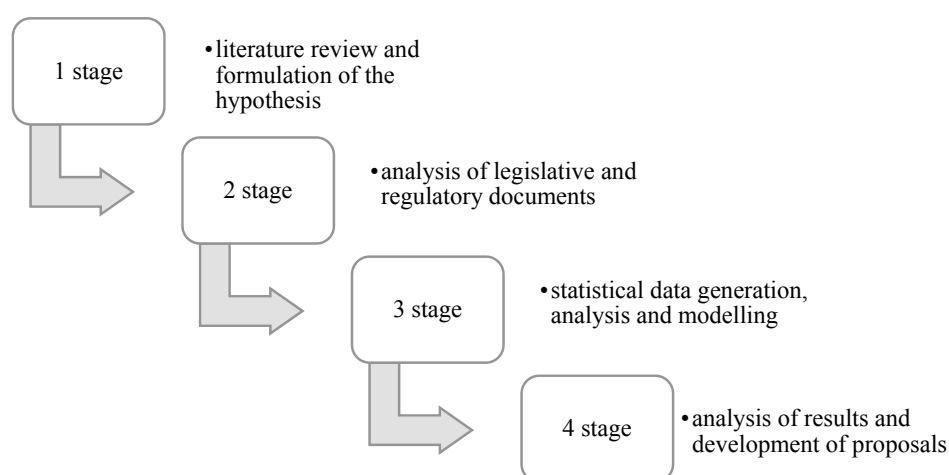 1 stage
•literature review and
formulation of the
hypothesis
2 stage
•analysis of legislative and
regulatory documents
3 stage
•statistical data generation,
analysis and modelling
4 stage
•analysis of results and
development of proposals